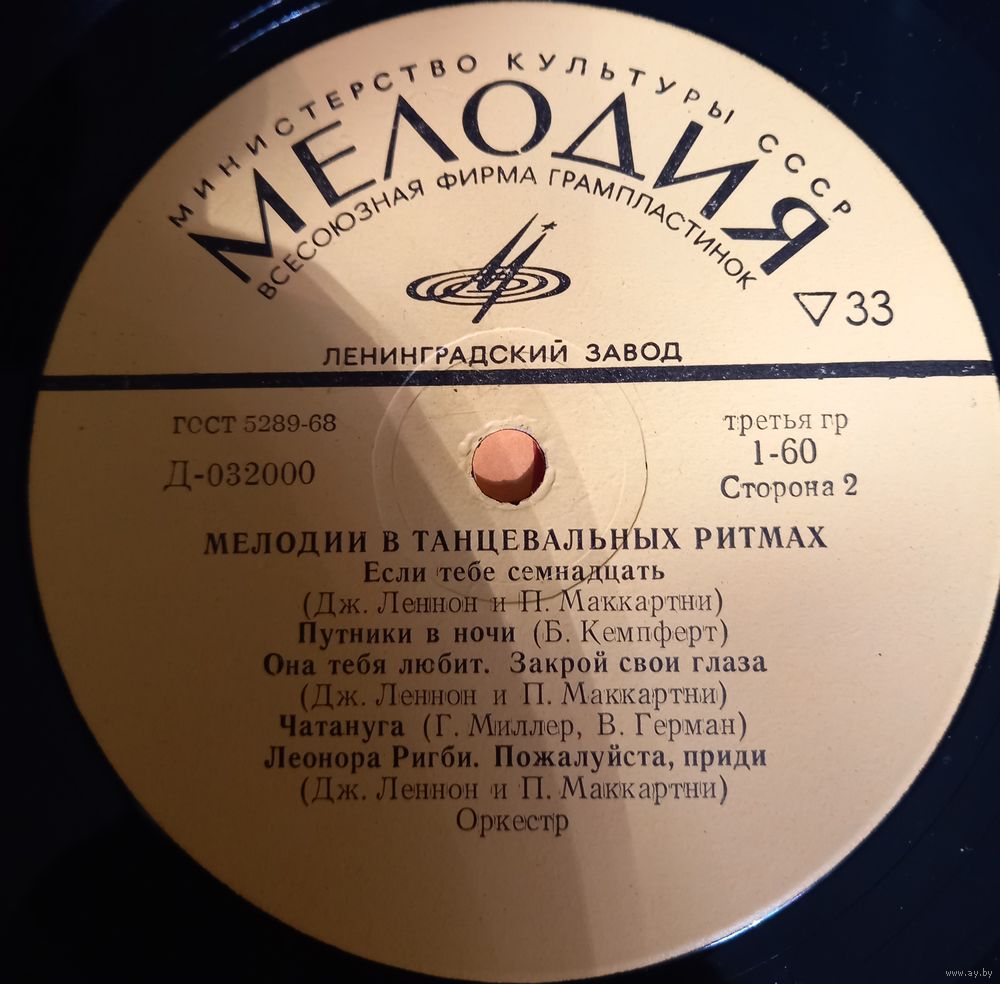 МИНИСТЕРСТВО КУЛЬТУРЫ СССР
МЕЛОДИЯ
ВСЕСОЮЗНАЯ ФИРМА ГРАМПЛАСТИНОК
33
ЛЕНИНГРАДСКИЙ ЗАВОД
ГОСТ 5289-68
третья гр
Д-032000
1-60
Сторона 2
МЕЛОДИИ В ТАНЦЕВАЛЬНЫХ РИТМАХ
Если тебе семнадцать
(Дж. Леннон и П. Маккартни)
Путники в ночи (Б. Кемпферт)
Она тебя любит. Закрой свои глаза
(Дж. Леннон и П. Маккартни)
Чатануга (Г. Миллер, В. Герман)
Леонора Ригби. Пожалуйста, приди
(Дж. Леннон и П. Маккартни)
Оркестр
www.ay.by